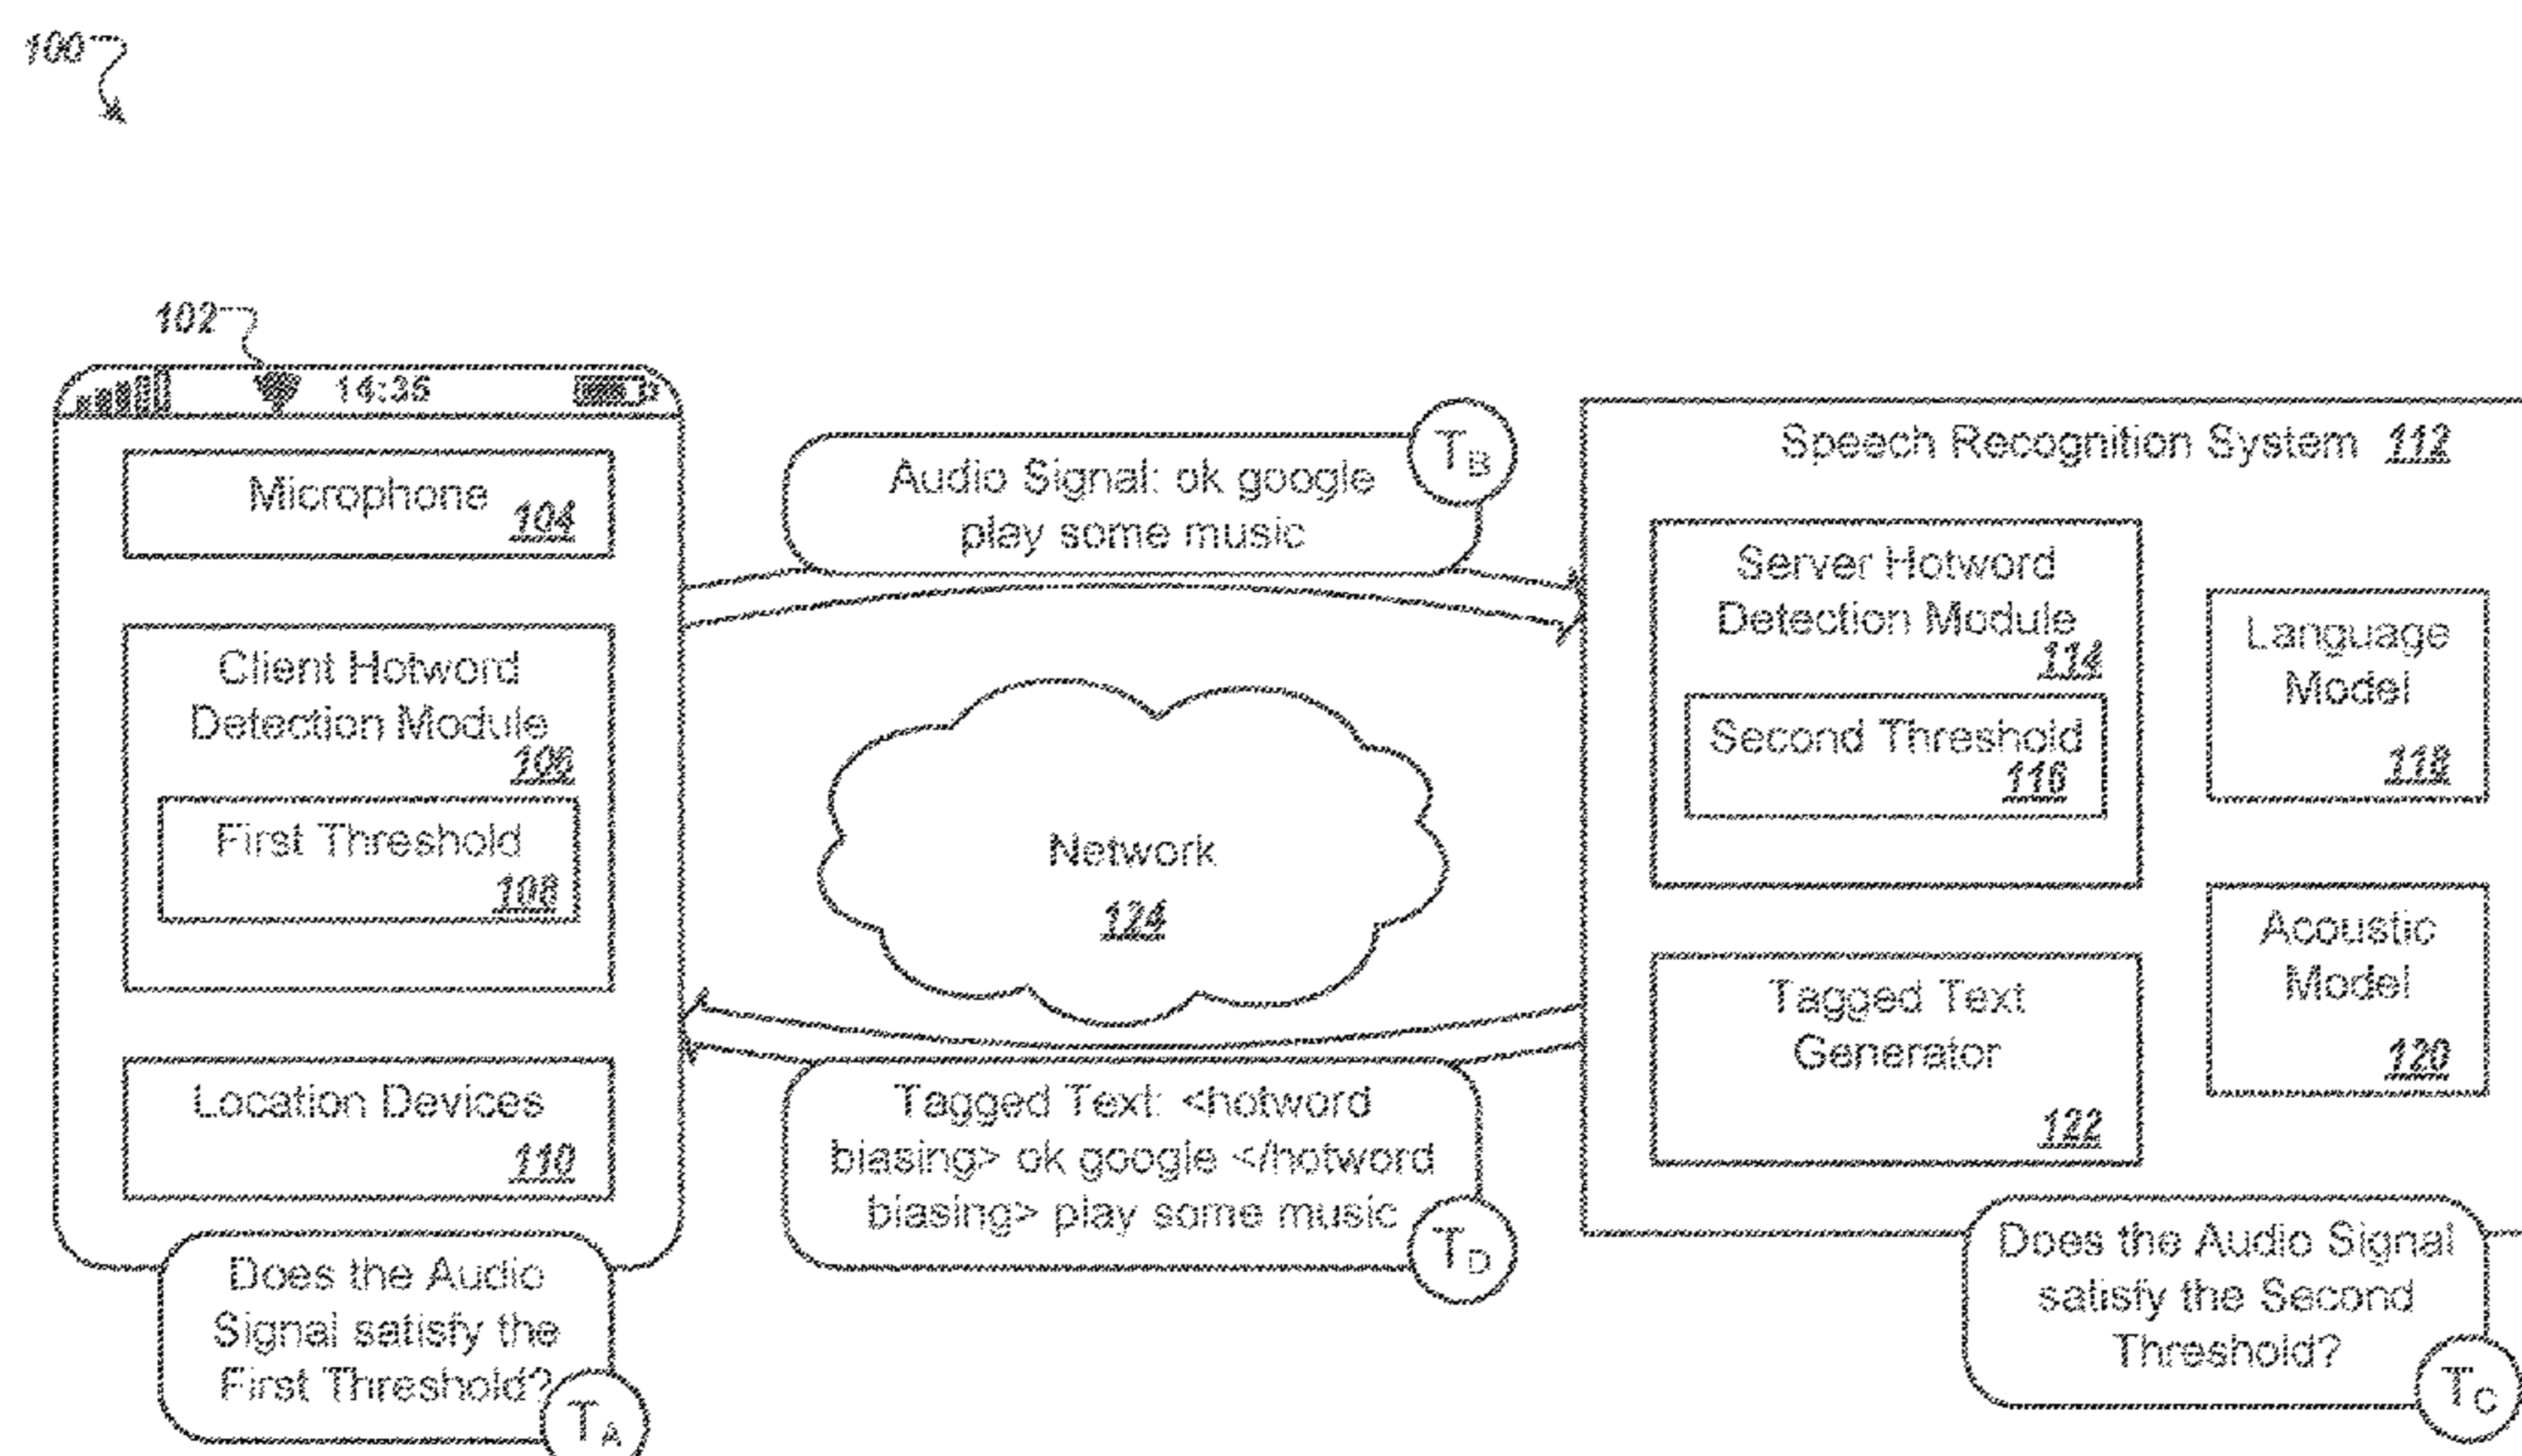 100
102
14:35
Microphone
104
Client Hotword
Detection Module
106
First Threshold
108
Location Devices
110
Does the Audio
Signal satisfy the
First Threshold?
TA
Audio Signal: ok google
play some music
TB
Network
124
Tagged Text: <hotword
biasing> ok google </hotword
biasing> play some music
TD
Speech Recognition System 112
Server Hotword
Detection Module
114
Second Threshold
116
Language
Model
118
Acoustic
Model
120
Tagged Text
Generator
122
Does the Audio Signal
satisfy the Second
Threshold?
TC